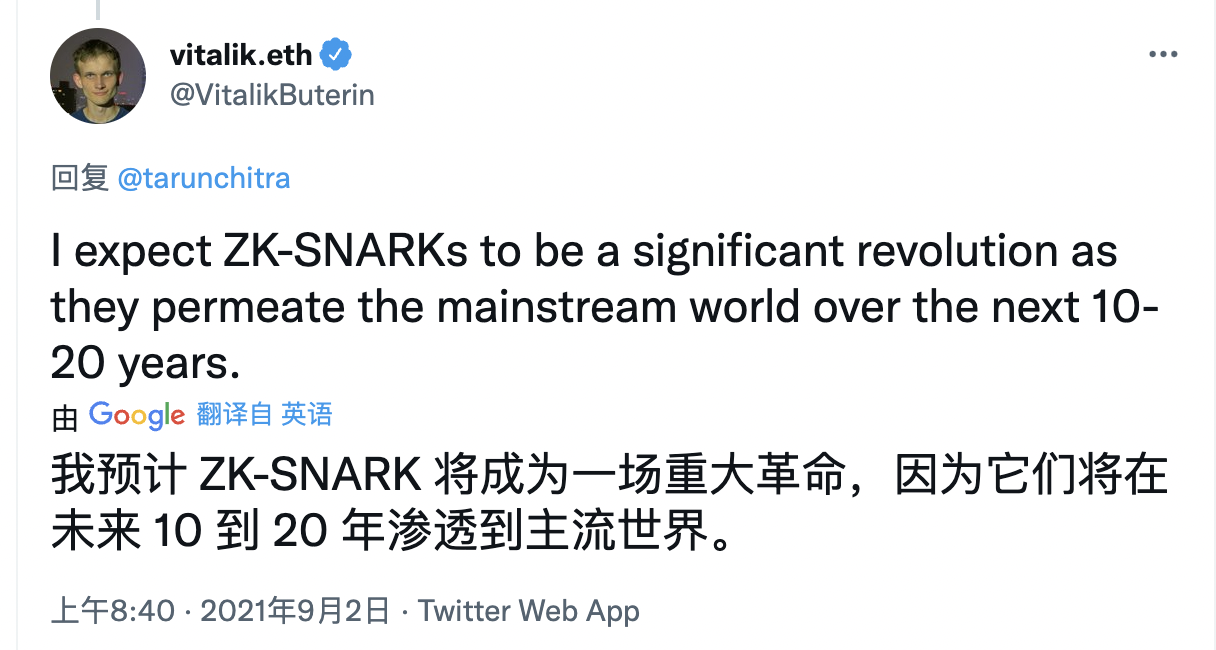 vitalik.eth
@VitalikButerin
回复 @tarunchitra
I expect ZK-SNARKs to be a significant revolution as
they permeate the mainstream world over the next 10-
20 years.
由 Google 翻译自 英语
我预计 ZK-SNARK 将成为一场重大革命，因为它们将在
未来 10 到 20 年渗透到主流世界。
上午8:40 · 2021年9月2日 · Twitter Web App